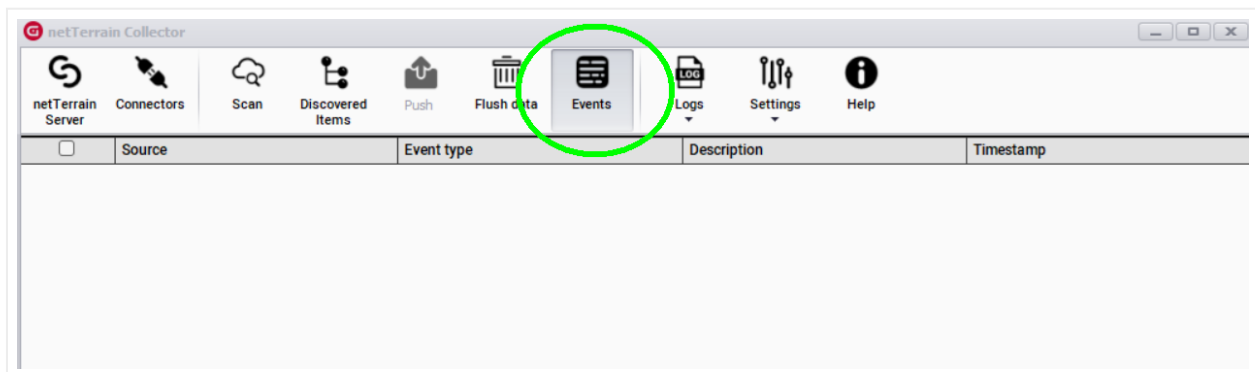 netTerrain Collector
netTerrain Server
Connectors
Scan
Discovered Items
Push
Flush data
Events
LOG
Logs
Settings
Help
Source Event type Description Timestamp